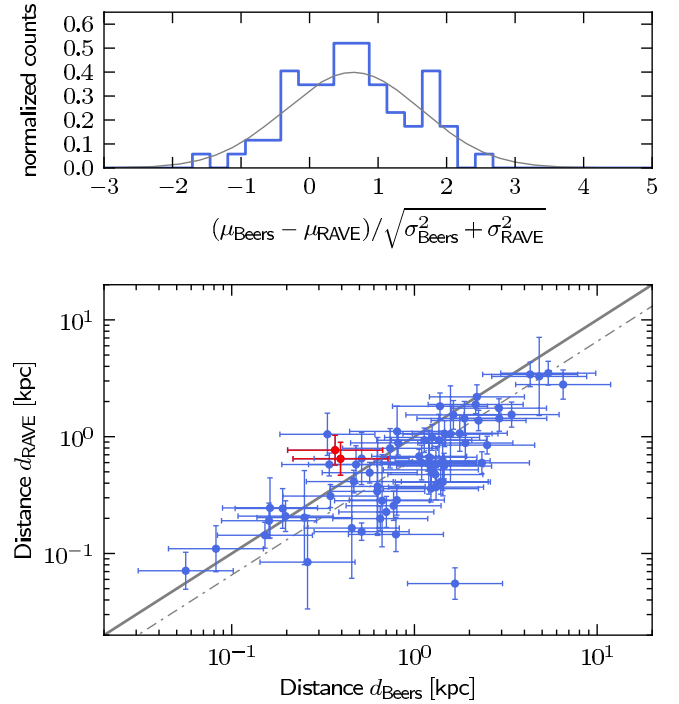 normalized counts
0.6
0.5
0.4
0.3
0.2
0.1
0.0
−3 −2 −1 0 1 2 3 4 5
(μBeers − μRAVE)/√σ²Beers + σ²RAVE
Distance dRAVE [kpc]
10¹
10⁰
10⁻¹
10⁻¹ 10⁰ 10¹
Distance dBeers [kpc]